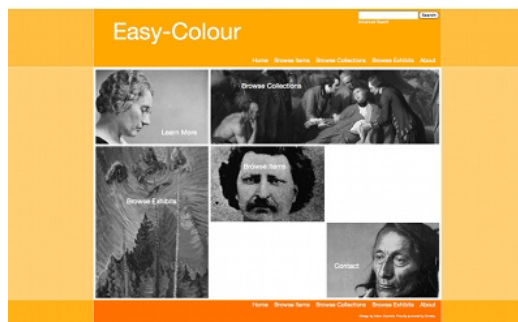 Search
Advanced Search
Easy-Colour
Home Browse Items Browse Collections Browse Exhibits About
Learn More
Browse Collections
Browse Exhibits
Browse Items
Contact
Home Browse Items Browse Collections Browse Exhibits About